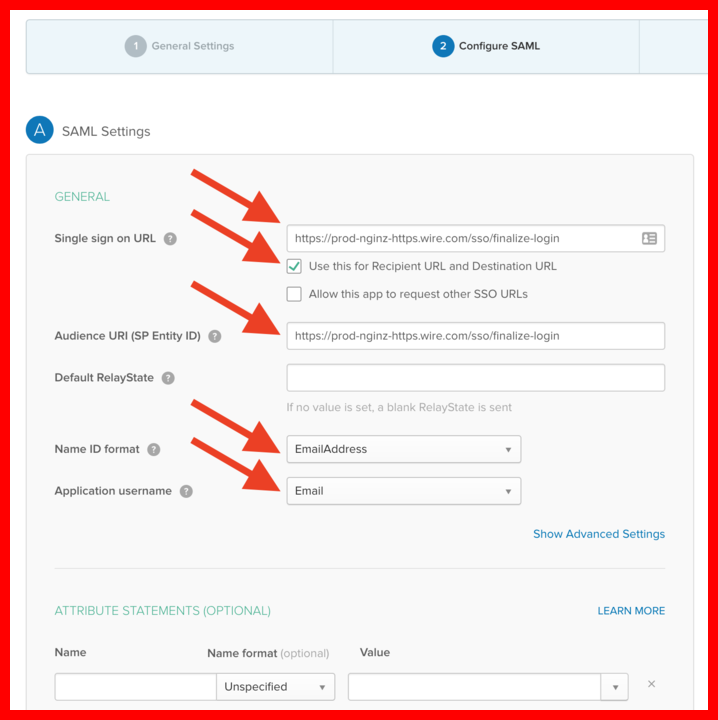 1 General Settings
2 Configure SAML
A SAML Settings
GENERAL
Single sign on URL ? https://prod-nginz-https.wire.com/sso/finalize-login
Use this for Recipient URL and Destination URL
Allow this app to request other SSO URLs
Audience URI (SP Entity ID) ? https://prod-nginz-https.wire.com/sso/finalize-login
Default RelayState ?
If no value is set, a blank RelayState is sent
Name ID format ? EmailAddress
Application username ? Email
Show Advanced Settings
ATTRIBUTE STATEMENTS (OPTIONAL) LEARN MORE
Name Name format (optional) Value
Unspecified